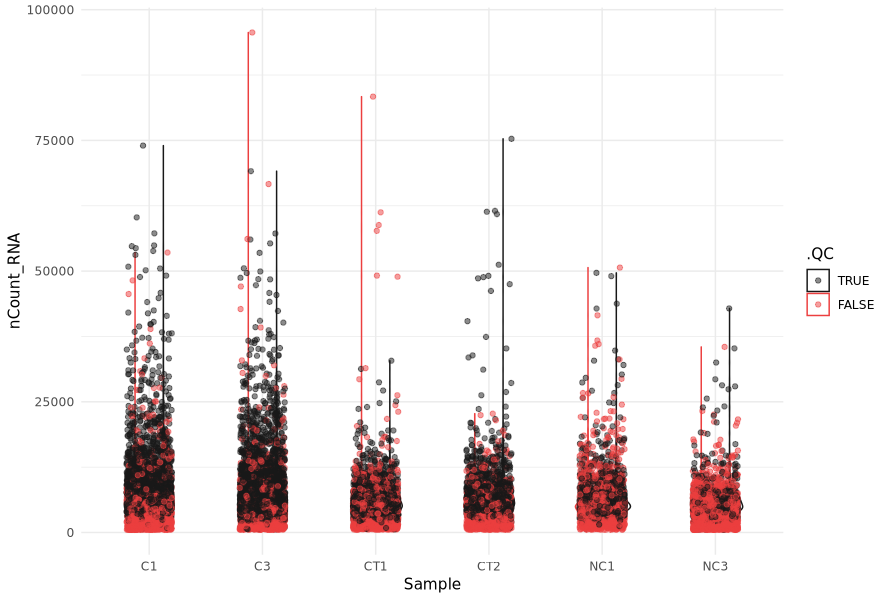 100000
75000
50000
25000
0
nCount_RNA
C1 C3 CT1 CT2 NC1 NC3
Sample
.QC
TRUE
FALSE